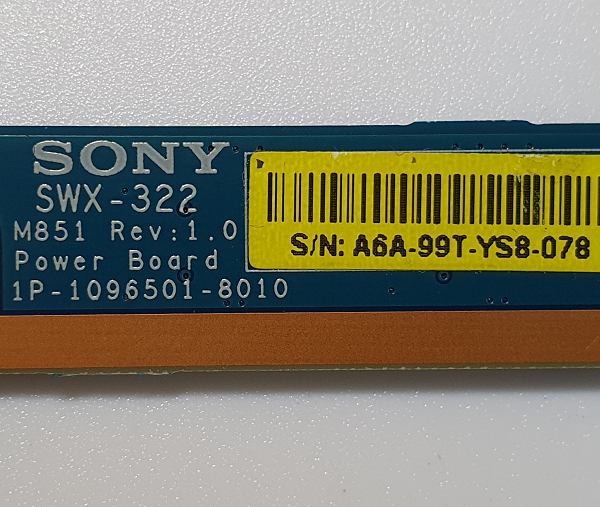 SONY
SWX-322
M851 Rev:1.0
Power Board
1P-1096501-8010
S/N: A6A-99T-YS8-078